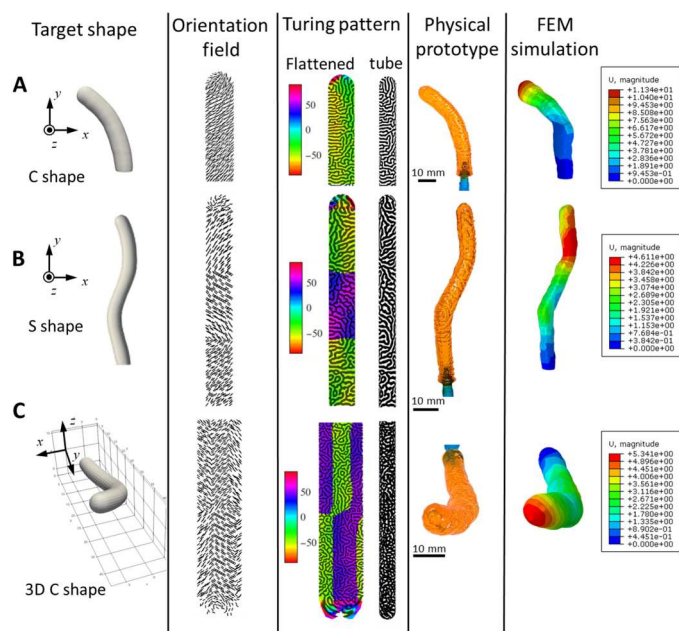 Target shape
Orientation
field
Turing pattern
Flattened
tube
Physical
prototype
FEM
simulation
A
y
x
z
C shape
50
0
−50
10 mm
U, magnitude
+1.134e+01
+1.040e+01
+9.453e+00
+8.508e+00
+7.563e+00
+6.617e+00
+5.672e+00
+4.727e+00
+3.781e+00
+2.836e+00
+1.891e+00
+9.453e-01
+0.000e+00
B
y
x
z
S shape
50
0
−50
10 mm
U, magnitude
+4.611e+00
+4.226e+00
+3.842e+00
+3.458e+00
+3.074e+00
+2.689e+00
+2.305e+00
+1.921e+00
+1.537e+00
+1.153e+00
+7.684e-01
+3.842e-01
+0.000e+00
C
z
x
y
3D C shape
50
0
−50
10 mm
U, magnitude
+5.341e+00
+4.896e+00
+4.451e+00
+4.006e+00
+3.561e+00
+3.116e+00
+2.671e+00
+2.225e+00
+1.780e+00
+1.335e+00
+8.902e-01
+4.451e-01
+0.000e+00